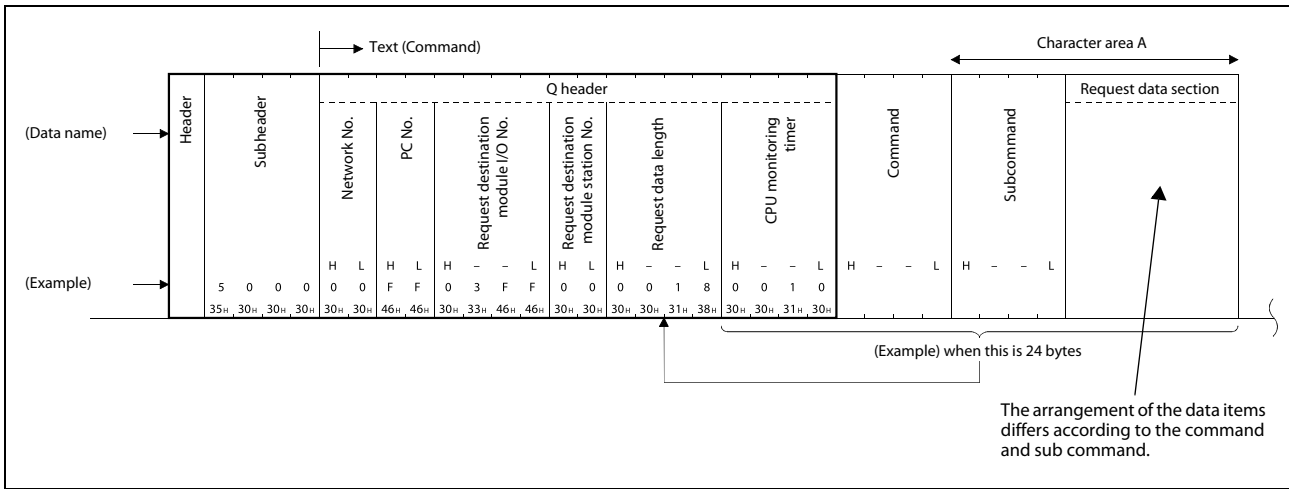 Text (Command)
Character area A
Q header
Request data section
(Data name)
Header
Subheader
Network No.
PC No.
Request destination
module I/O No.
Request destination
module station No.
Request data length
CPU monitoring
timer
Command
Subcommand
H L H L H – – L H L H – – L H – – L H – – L H – – L
(Example)
5 0 0 0 0 0 F F 0 3 F F 0 0 0 0 1 8 0 0 1 0
35H 30H 30H 30H 30H 30H 46H 46H 30H 33H 46H 46H 30H 30H 30H 30H 31H 38H 30H 30H 31H 30H
(Example) when this is 24 bytes
The arrangement of the data items
differs according to the command
and sub command.